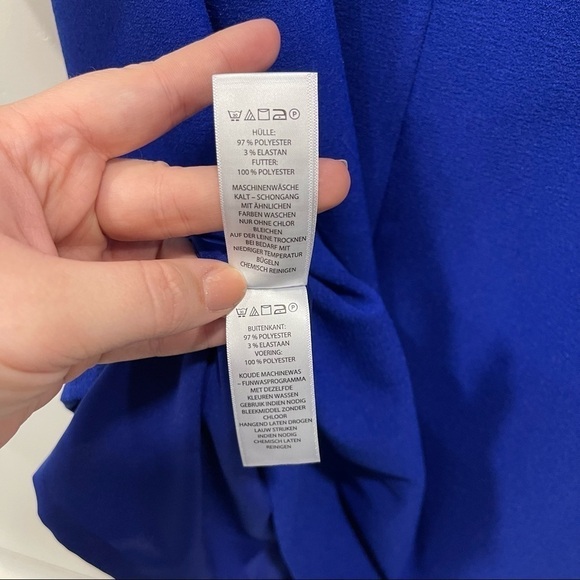 HÜLLE:
97 % POLYESTER
3 % ELASTAN
FUTTER:
100 % POLYESTER
MASCHINENWÄSCHE
KALT – SCHONGANG
MIT ÄHNLICHEN
FARBEN WASCHEN
NUR OHNE CHLOR
BLEICHEN
AUF DER LEINE TROCKNEN
BEI BEDARF MIT
NIEDRIGER TEMPERATUR
BÜGELN
CHEMISCH REINIGEN
BUITENKANT:
97 % POLYESTER
3 % ELASTAAN
VOERING:
100 % POLYESTER
KOUDE MACHINEWAS
– FIJNWASPROGRAMMA
MET DEZELFDE
KLEUREN WASSEN
GEBRUIK INDIEN NODIG
BLEEKMIDDEL ZONDER
CHLOOR
HANGEND LATEN DROGEN
LAUW STRIJKEN
INDIEN NODIG
CHEMISCH LATEN
REINIGEN